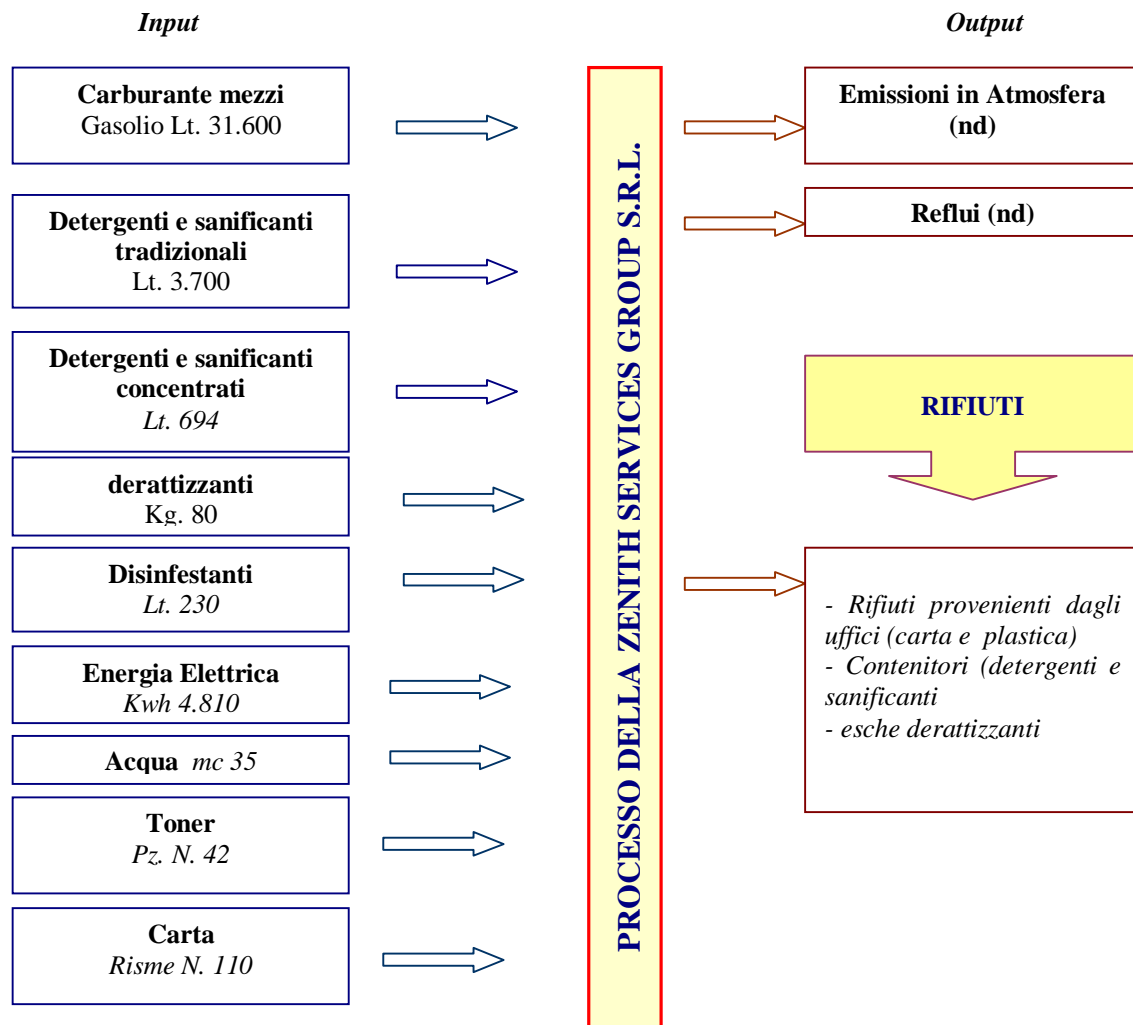 Input
Output
Carburante mezzi
Gasolio Lt. 31.600
Detergenti e sanificanti
tradizionali
Lt. 3.700
Detergenti e sanificanti
concentrati
Lt. 694
derattizzanti
Kg. 80
Disinfestanti
Lt. 230
Energia Elettrica
Kwh 4.810
Acqua mc 35
Toner
Pz. N. 42
Carta
Risme N. 110
PROCESSO DELLA ZENITH SERVICES GROUP S.R.L.
Emissioni in Atmosfera
(nd)
Reflui (nd)
RIFIUTI
- Rifiuti provenienti dagli
uffici (carta e plastica)
- Contenitori (detergenti e
sanificanti
- esche derattizzanti